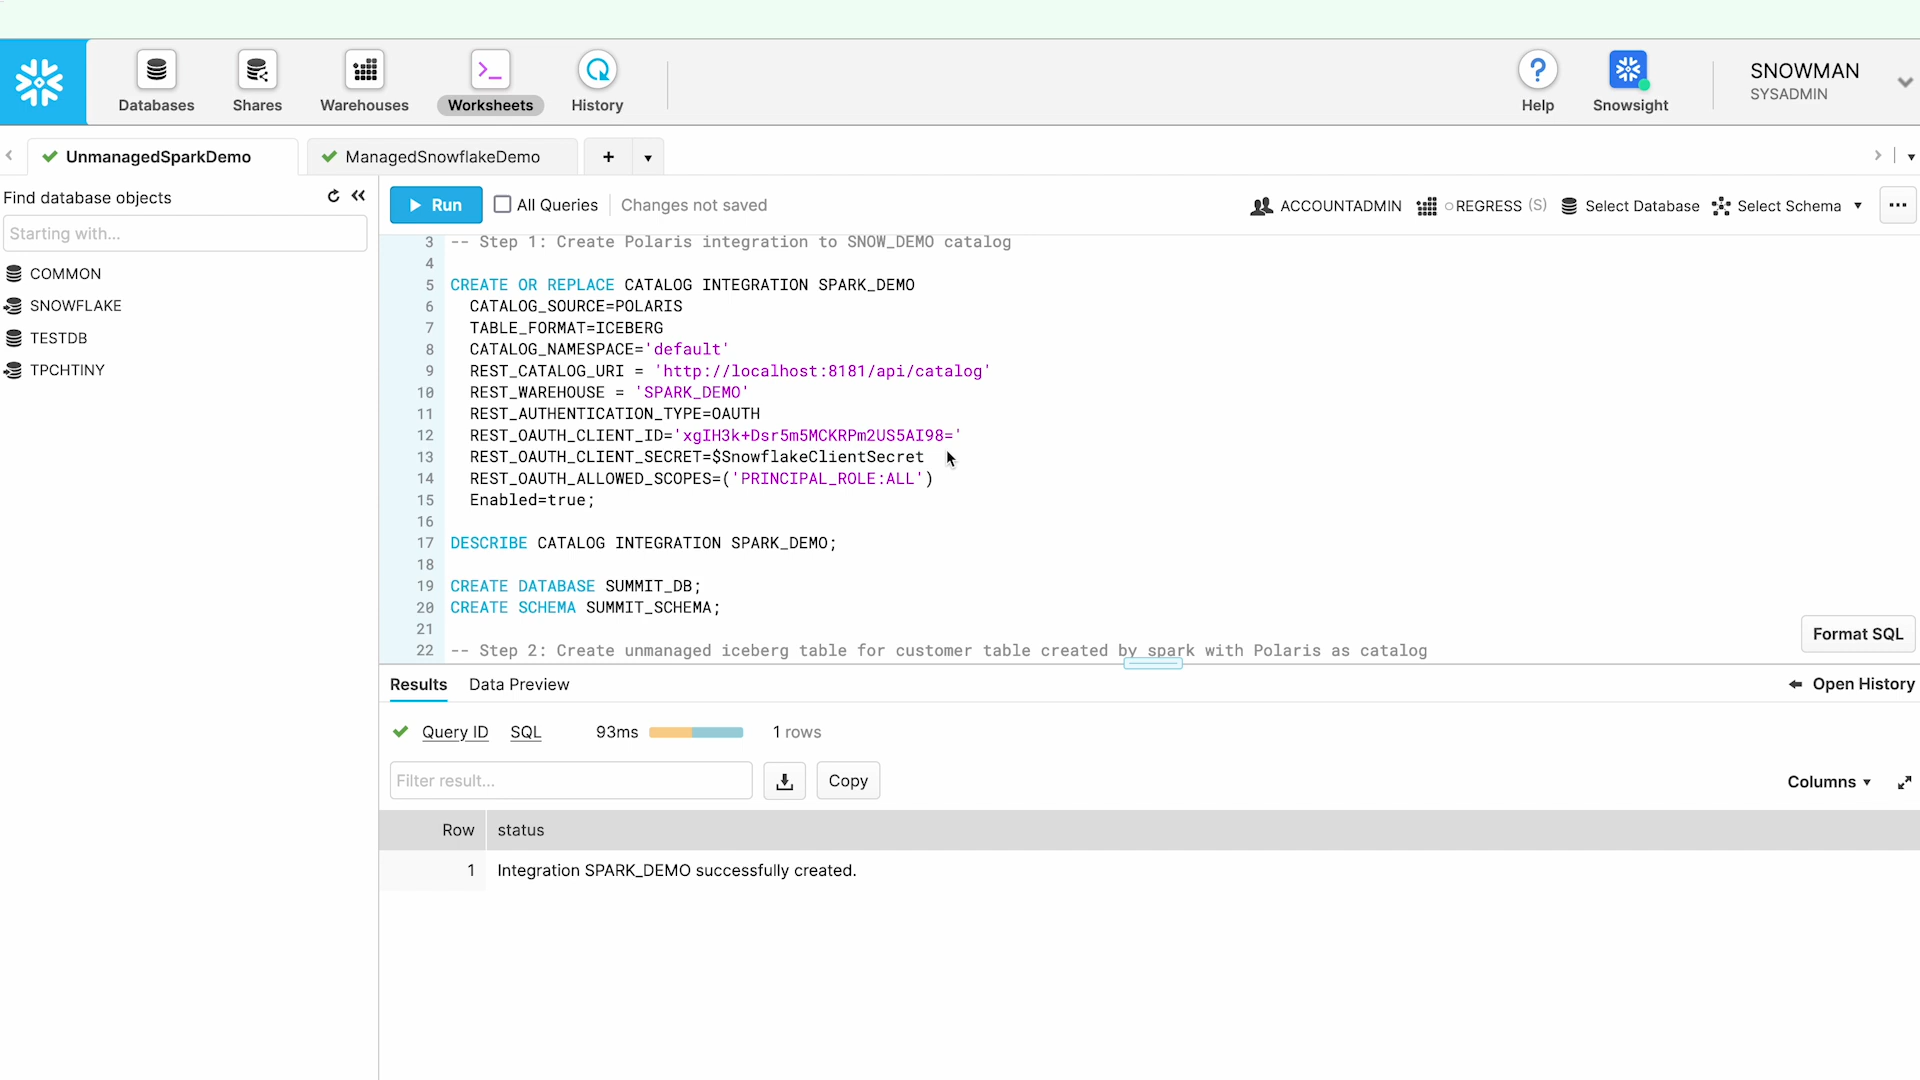 Databases
Shares
Warehouses
Worksheets
History
Help
Snowsight
SNOWMAN
SYSADMIN
UnmanagedSparkDemo
ManagedSnowflakeDemo
+
Find database objects
Starting with...
COMMON
SNOWFLAKE
TESTDB
TPCHTINY
Run
All Queries
Changes not saved
ACCOUNTADMIN
REGRESS (S)
Select Database
Select Schema
3 -- Step 1: Create Polaris integration to SNOW_DEMO catalog
4
5 CREATE OR REPLACE CATALOG INTEGRATION SPARK_DEMO
6 CATALOG_SOURCE=POLARIS
7 TABLE_FORMAT=ICEBERG
8 CATALOG_NAMESPACE='default'
9 REST_CATALOG_URI = 'http://localhost:8181/api/catalog'
10 REST_WAREHOUSE = 'SPARK_DEMO'
11 REST_AUTHENTICATION_TYPE=OAUTH
12 REST_OAUTH_CLIENT_ID='xgIH3k+Dsr5m5MCKRPm2US5AI98='
13 REST_OAUTH_CLIENT_SECRET=$SnowflakeClientSecret
14 REST_OAUTH_ALLOWED_SCOPES=('PRINCIPAL_ROLE:ALL')
15 Enabled=true;
16
17 DESCRIBE CATALOG INTEGRATION SPARK_DEMO;
18
19 CREATE DATABASE SUMMIT_DB;
20 CREATE SCHEMA SUMMIT_SCHEMA;
21
22 -- Step 2: Create unmanaged iceberg table for customer table created by spark with Polaris as catalog
Format SQL
Results
Data Preview
Open History
Query ID
SQL
93ms
1 rows
Filter result...
Copy
Columns
Row status
1 Integration SPARK_DEMO successfully created.